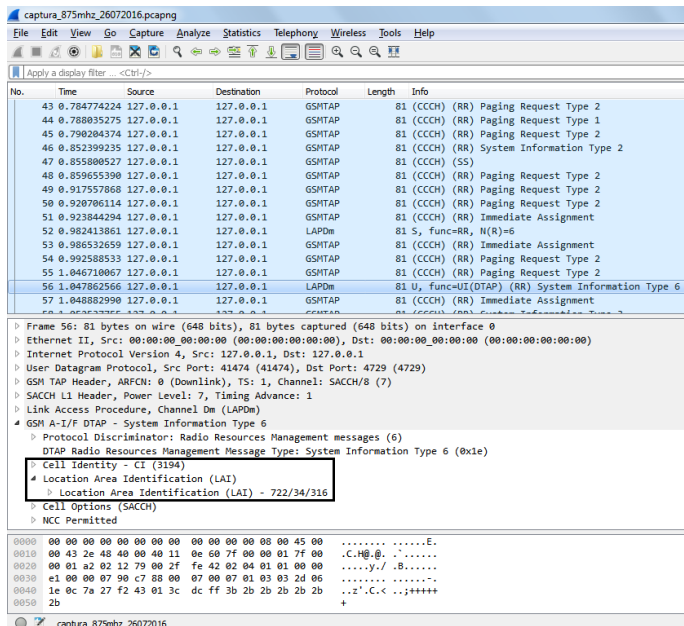 captura_875mhz_26072016.pcapng
File Edit View Go Capture Analyze Statistics Telephony Wireless Tools Help
Apply a display filter ... <Ctrl-/>
No. Time Source Destination Protocol Length Info
43 0.784774224 127.0.0.1 127.0.0.1 GSMTAP 81 (CCCH) (RR) Paging Request Type 2
44 0.788035275 127.0.0.1 127.0.0.1 GSMTAP 81 (CCCH) (RR) Paging Request Type 1
45 0.790204374 127.0.0.1 127.0.0.1 GSMTAP 81 (CCCH) (RR) Paging Request Type 2
46 0.852399235 127.0.0.1 127.0.0.1 GSMTAP 81 (CCCH) (RR) System Information Type 2
47 0.855800527 127.0.0.1 127.0.0.1 GSMTAP 81 (CCCH) (SS)
48 0.859655390 127.0.0.1 127.0.0.1 GSMTAP 81 (CCCH) (RR) Paging Request Type 2
49 0.917557868 127.0.0.1 127.0.0.1 GSMTAP 81 (CCCH) (RR) Paging Request Type 2
50 0.920706114 127.0.0.1 127.0.0.1 GSMTAP 81 (CCCH) (RR) Paging Request Type 2
51 0.923844294 127.0.0.1 127.0.0.1 GSMTAP 81 (CCCH) (RR) Immediate Assignment
52 0.982413861 127.0.0.1 127.0.0.1 LAPDm 81 S, func=RR, N(R)=6
53 0.986532659 127.0.0.1 127.0.0.1 GSMTAP 81 (CCCH) (RR) Immediate Assignment
54 0.992588533 127.0.0.1 127.0.0.1 GSMTAP 81 (CCCH) (RR) Paging Request Type 2
55 1.046710067 127.0.0.1 127.0.0.1 GSMTAP 81 (CCCH) (RR) Paging Request Type 2
56 1.047862566 127.0.0.1 127.0.0.1 LAPDm 81 U, func=UI(DTAP) (RR) System Information Type 6
57 1.048882990 127.0.0.1 127.0.0.1 GSMTAP 81 (CCCH) (RR) Immediate Assignment
Frame 56: 81 bytes on wire (648 bits), 81 bytes captured (648 bits) on interface 0
Ethernet II, Src: 00:00:00_00:00:00 (00:00:00:00:00:00), Dst: 00:00:00_00:00:00 (00:00:00:00:00:00)
Internet Protocol Version 4, Src: 127.0.0.1, Dst: 127.0.0.1
User Datagram Protocol, Src Port: 41474 (41474), Dst Port: 4729 (4729)
GSM TAP Header, ARFCN: 0 (Downlink), TS: 1, Channel: SACCH/8 (7)
SACCH L1 Header, Power Level: 7, Timing Advance: 1
Link Access Procedure, Channel Dm (LAPDm)
GSM A-I/F DTAP - System Information Type 6
Protocol Discriminator: Radio Resources Management messages (6)
DTAP Radio Resources Management Message Type: System Information Type 6 (0x1e)
Cell Identity - CI (3194)
Location Area Identification (LAI)
Location Area Identification (LAI) - 722/34/316
Cell Options (SACCH)
NCC Permitted
0000 00 00 00 00 00 00 00 00 00 00 00 00 08 00 45 00 ........ ......E.
0010 00 43 2e 48 40 00 40 11 0e 60 7f 00 00 01 7f 00 .C.H@.@. .`......
0020 00 01 a2 02 12 79 00 2f fe 42 02 04 01 01 00 00 .....y./ .B......
0030 e1 00 00 07 90 c7 88 00 07 00 07 01 03 03 2d 06 ........ ......-.
0040 1e 0c 7a 27 f2 43 01 3c dc ff 3b 2b 2b 2b 2b 2b ..z'.C.< ..;+++++
0050 2b +
captura_875mhz_26072016